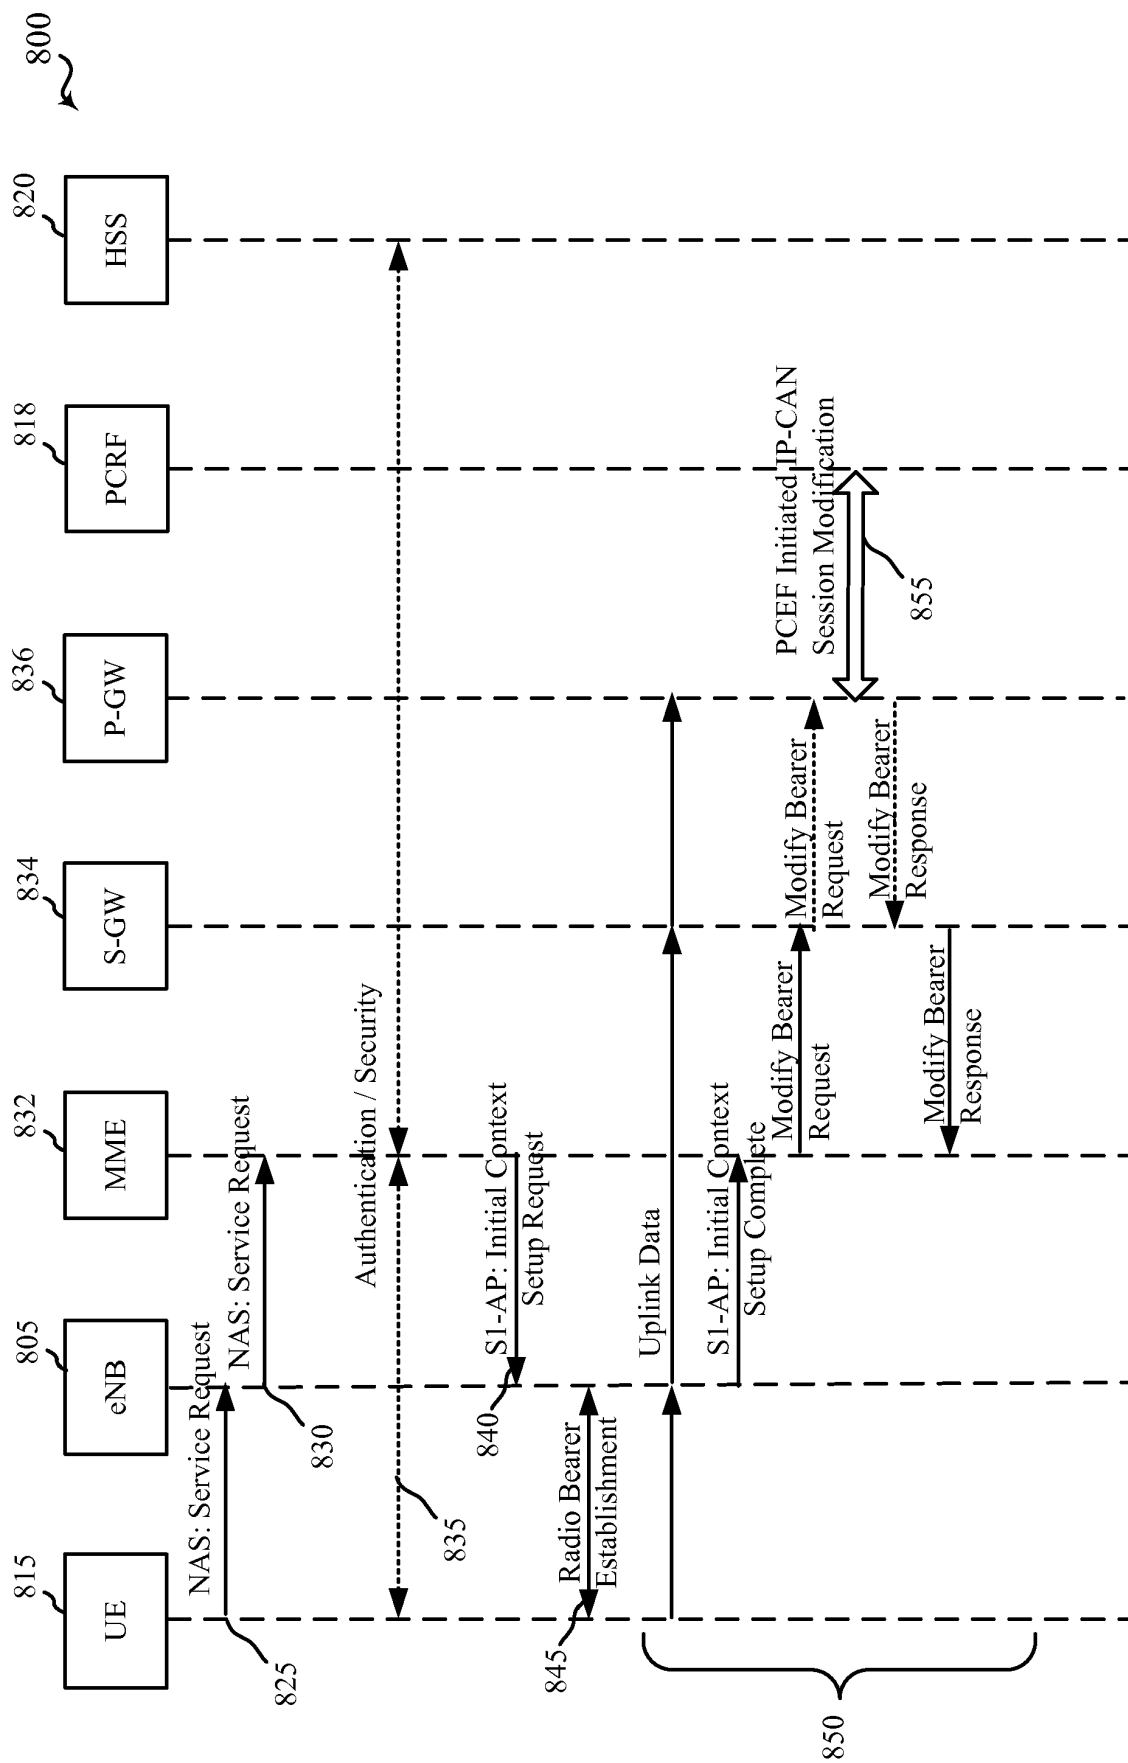 800
815
805
832
834
836
818
820
UE
eNB
MME
S-GW
P-GW
PCRF
HSS
NAS: Service Request
825
NAS: Service Request
830
Authentication / Security
835
S1-AP: Initial Context
Setup Request
840
Radio Bearer
Establishment
845
Uplink Data
S1-AP: Initial Context
Setup Complete
Modify Bearer
Request
Modify Bearer
Request
PCEF Initiated IP-CAN
Session Modification
855
Modify Bearer
Response
Modify Bearer
Response
850